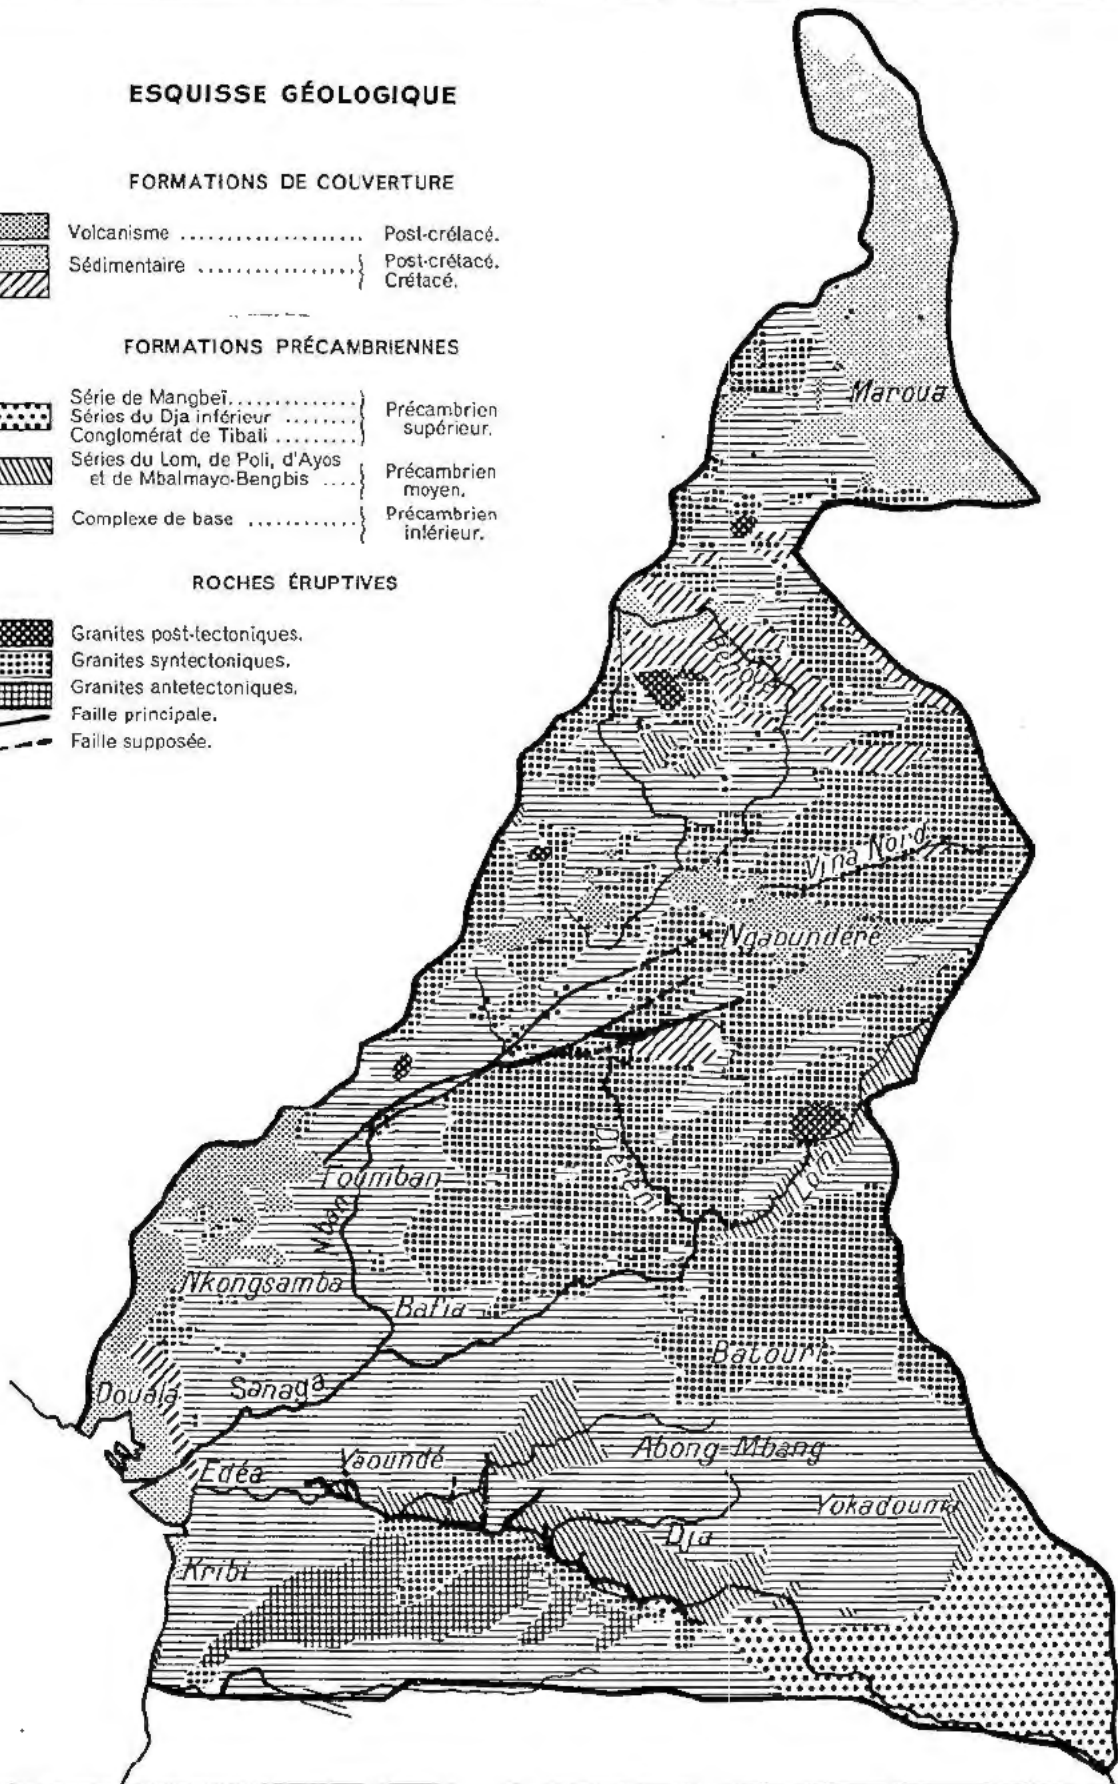 ESQUISSE GÉOLOGIQUE
FORMATIONS DE COUVERTURE
Volcanisme .................... Post-crélacé.
Sédimentaire .................. Post-crétacé.
Crétacé.
FORMATIONS PRÉCAMBRIENNES
Série de Mangbeï...............
Séries du Dja inférieur ........
Conglomérat de Tibati .........
Précambrien
supérieur.
Séries du Lom, de Poli, d'Ayos
et de Mbalmayo-Bengbis ....
Précambrien
moyen.
Complexe de base ............
Précambrien
inférieur.
ROCHES ÉRUPTIVES
Granites post-tectoniques.
Granites syntectoniques.
Granites antetectoniques.
Faille principale.
Faille supposée.
Maroua
Bénoué
Vina Nord
Ngaoundéré
Foumban
Mban
Djérem
Lom
Nkongsamba
Bafia
Batouri
Douala
Sanaga
Abong-Mbang
Yaoundé
Edéa
Yokadouma
Dja
Kribi